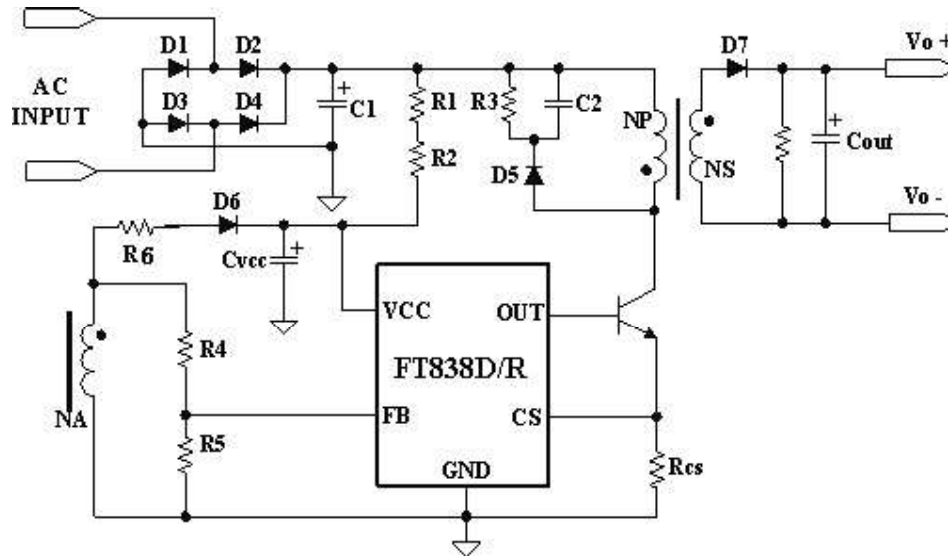 AC
INPUT
D1
D2
D3
D4
+
C1
R1
R2
R3
C2
D5
NP
NS
D7
+
Cout
Vo +
Vo -
D6
R6
+
Cvcc
NA
R4
R5
VCC
OUT
FT838D/R
FB
CS
GND
Rcs